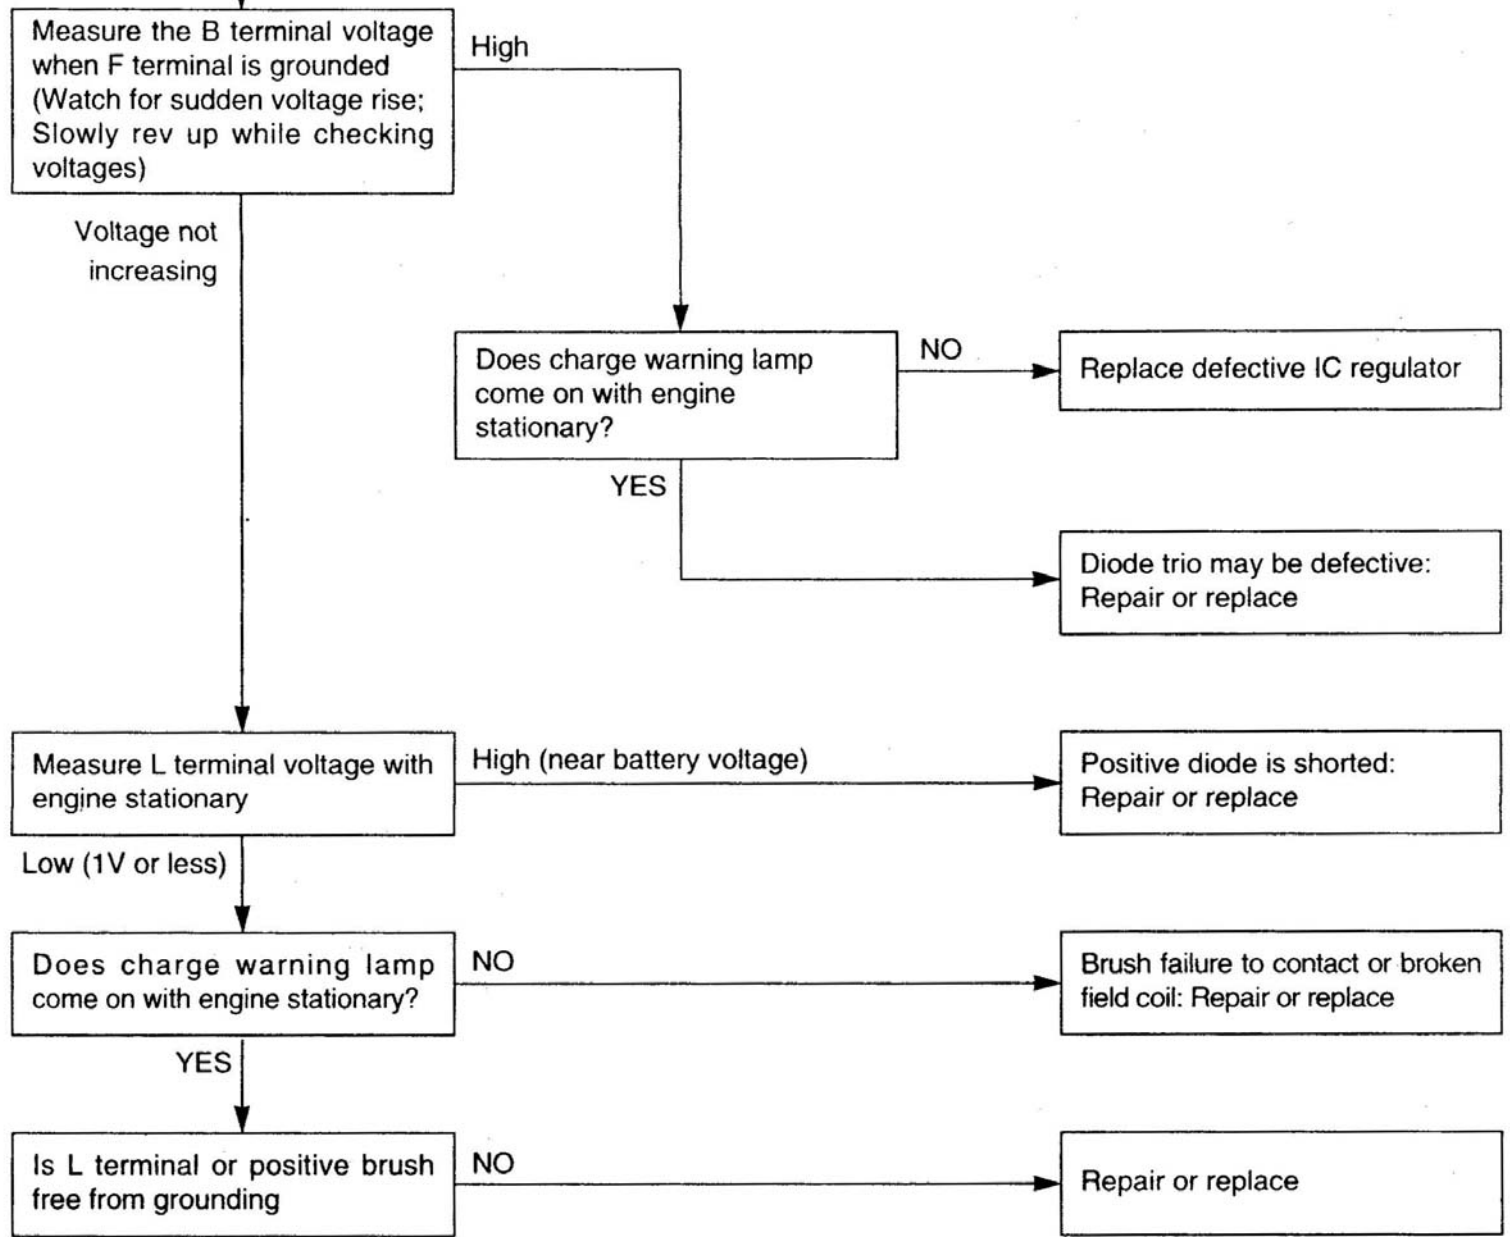 Measure the B terminal voltage
when F terminal is grounded
(Watch for sudden voltage rise;
Slowly rev up while checking
voltages)
High
Voltage not
increasing
Does charge warning lamp
come on with engine
stationary?
NO
Replace defective IC regulator
YES
Diode trio may be defective:
Repair or replace
Measure L terminal voltage with
engine stationary
High (near battery voltage)
Positive diode is shorted:
Repair or replace
Low (1V or less)
Does charge warning lamp
come on with engine stationary?
NO
Brush failure to contact or broken
field coil: Repair or replace
YES
Is L terminal or positive brush
free from grounding
NO
Repair or replace